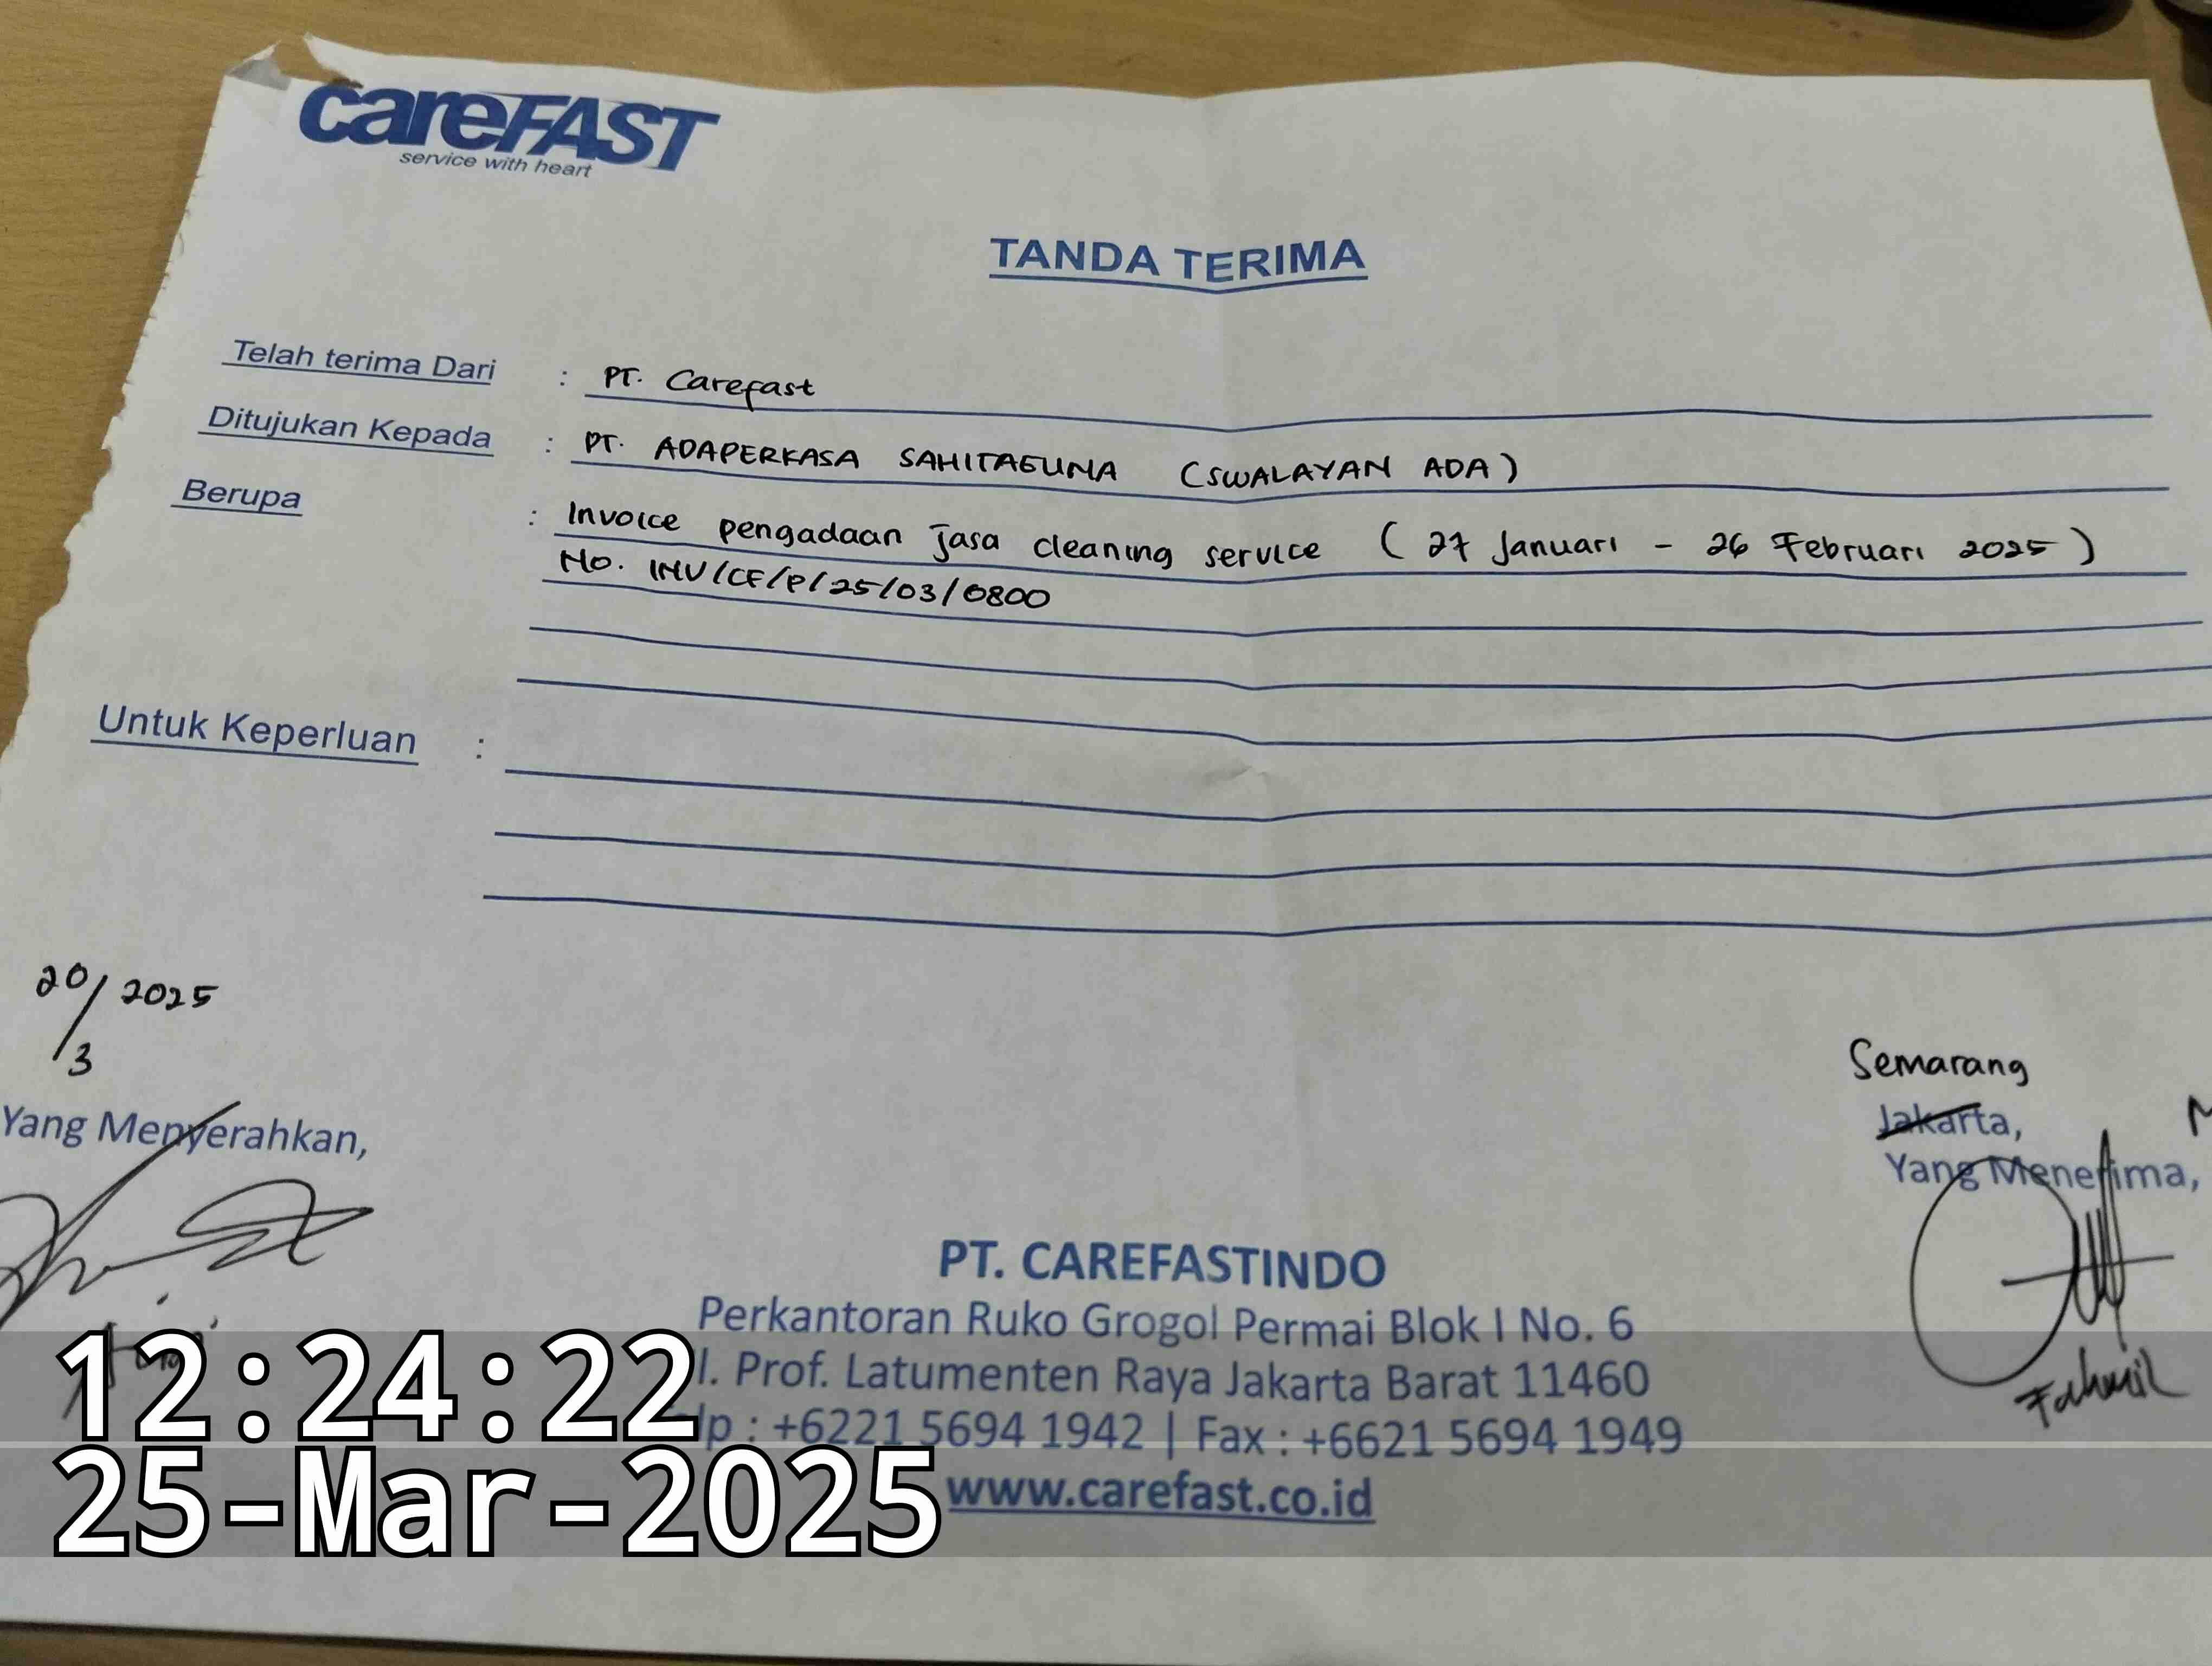 careFAST
service with heart
TANDA TERIMA
Telah terima Dari : PT. Carefast
Ditujukan Kepada : PT. ADAPERKASA SAHITAGUNA (SWALAYAN ADA)
Berupa : Invoice pengadaan jasa cleaning service ( 27 Januari - 26 Februari 2025 )
No. INV/CF/P/25/03/0800
Untuk Keperluan :
20/3 2025
Semarang
Jakarta,
Yang Menyerahkan,
Yang Menerima,
Fahmil
PT. CAREFASTINDO
Perkantoran Ruko Grogol Permai Blok I No. 6
l. Prof. Latumenten Raya Jakarta Barat 11460
lp : +6221 5694 1942 | Fax : +6621 5694 1949
www.carefast.co.id
12:24:22
25-Mar-2025